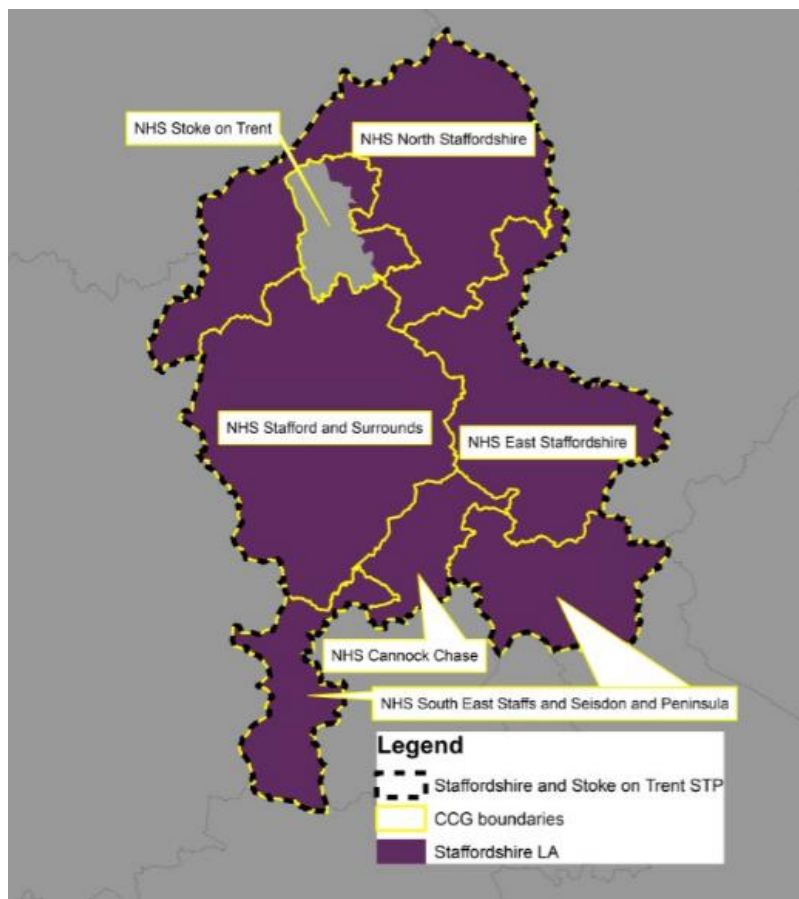 NHS Stoke on Trent
NHS North Staffordshire
NHS Stafford and Surrounds
NHS East Staffordshire
NHS Cannock Chase
NHS South East Staffs and Seisdon and Peninsula
Legend
Staffordshire and Stoke on Trent STP
CCG boundaries
Staffordshire LA